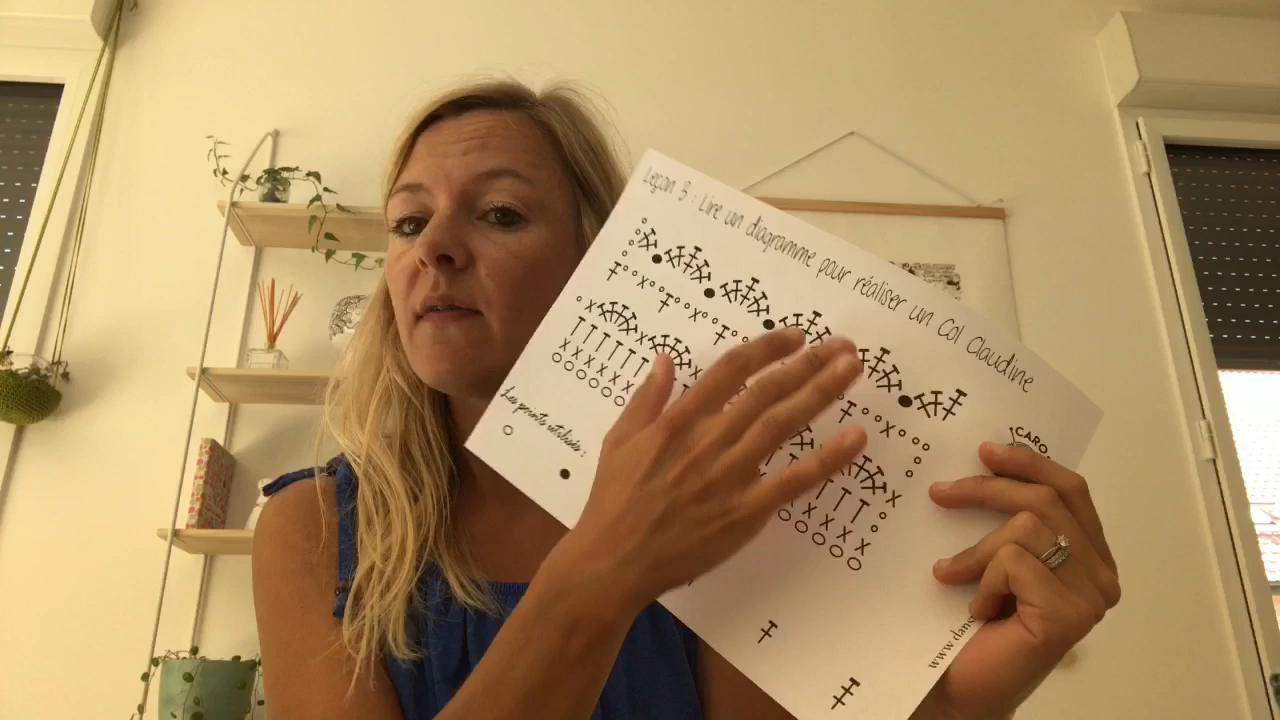 Leçon 3 : Lire un diagramme pour réaliser un Col Claudine
CARO
Les points utilisés :
www.dans